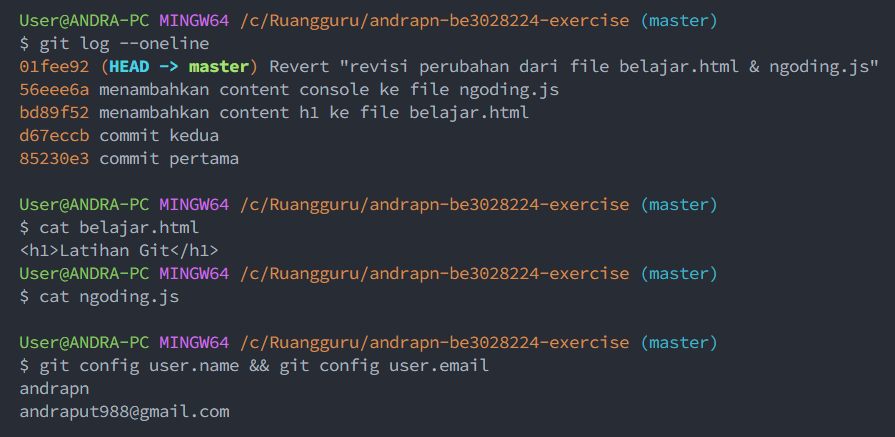 User@ANDRA-PC MINGW64 /c/Ruangguru/andrapn-be3028224-exercise (master)
$ git log --oneline
01fee92 (HEAD -> master) Revert "revisi perubahan dari file belajar.html & ngoding.js"
56eee6a menambahkan content console ke file ngoding.js
bd89f52 menambahkan content h1 ke file belajar.html
d67eccb commit kedua
85230e3 commit pertama
User@ANDRA-PC MINGW64 /c/Ruangguru/andrapn-be3028224-exercise (master)
$ cat belajar.html
<h1>Latihan Git</h1>
User@ANDRA-PC MINGW64 /c/Ruangguru/andrapn-be3028224-exercise (master)
$ cat ngoding.js
User@ANDRA-PC MINGW64 /c/Ruangguru/andrapn-be3028224-exercise (master)
$ git config user.name && git config user.email
andrapn
andraput988@gmail.com